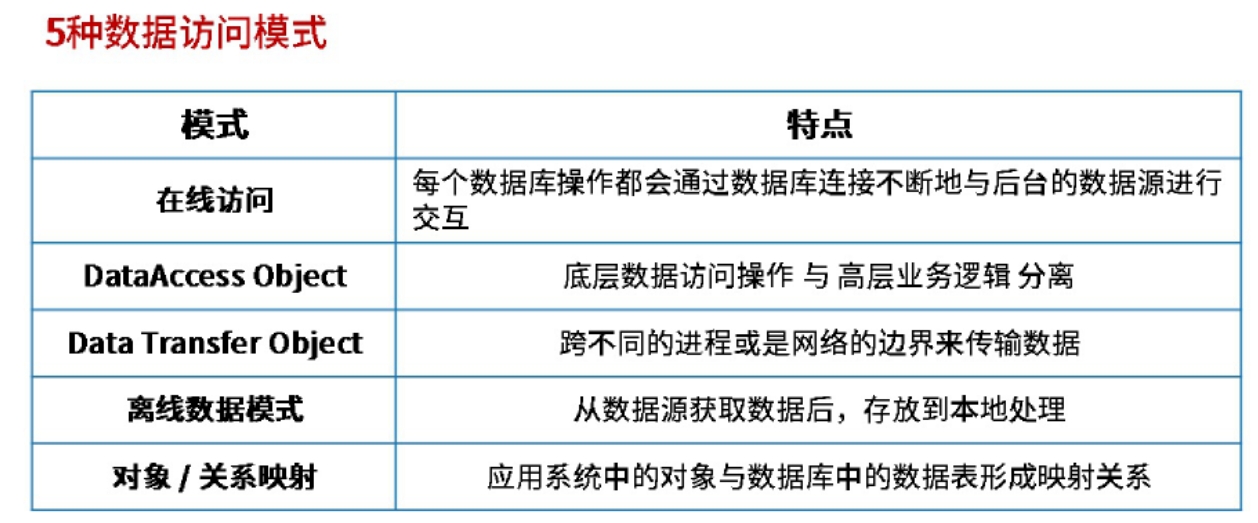 5种数据访问模式
模式
特点
在线访问
每个数据库操作都会通过数据库连接不断地与后台的数据源进行
交互
DataAccess Object
底层数据访问操作 与 高层业务逻辑 分离
Data Transfer Object
跨不同的进程或是网络的边界来传输数据
离线数据模式
从数据源获取数据后，存放到本地处理
对象 / 关系映射
应用系统中的对象与数据库中的数据表形成映射关系